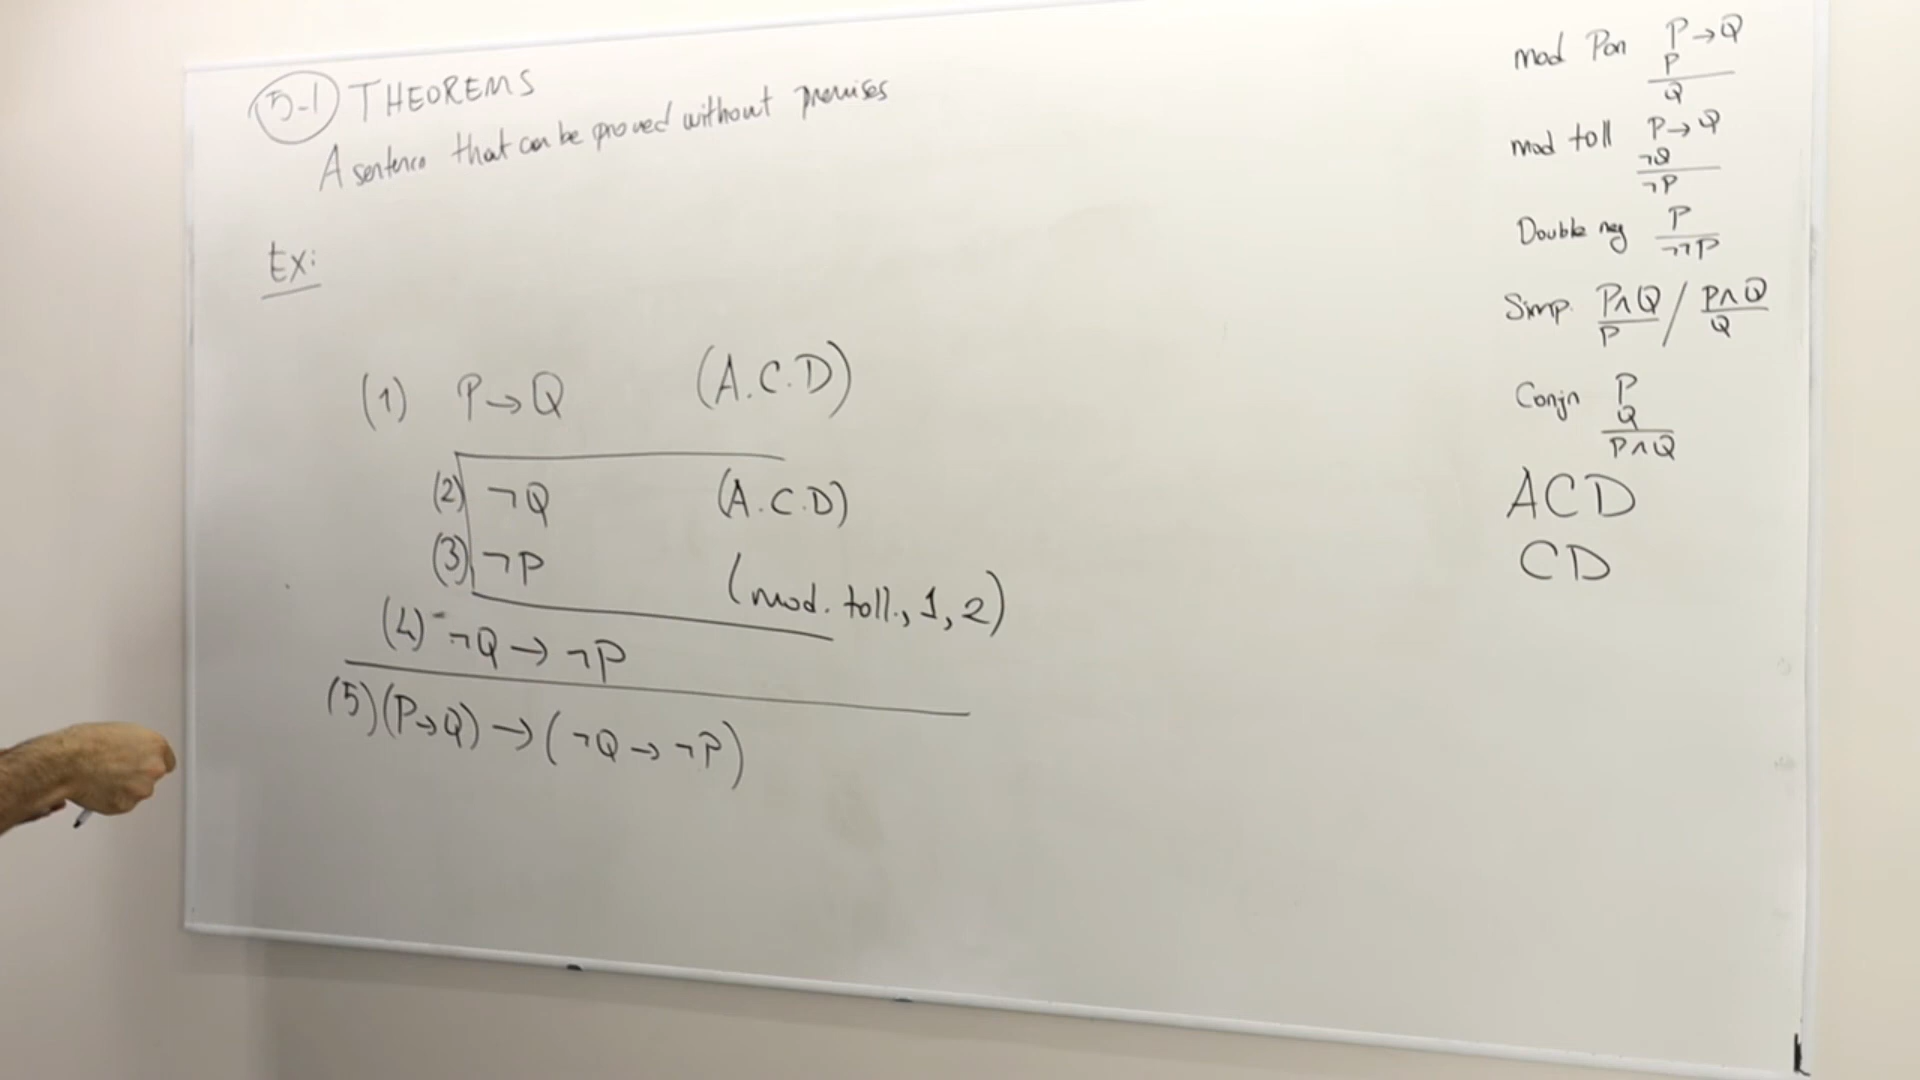 5-1 THEOREMS
A sentence that can be proved without premises
Ex:
(1) P→Q (A.C.D)
(2) ¬Q (A.C.D)
(3) ¬P (mod. toll., 1, 2)
(4) ¬Q → ¬P
(5) (P→Q) → (¬Q → ¬P)
mod Pon P→Q
P
Q
mod toll P→Q
¬Q
¬P
Double neg P
¬¬P
Simp. P∧Q / P∧Q
P Q
Conjn P
Q
P∧Q
ACD
CD